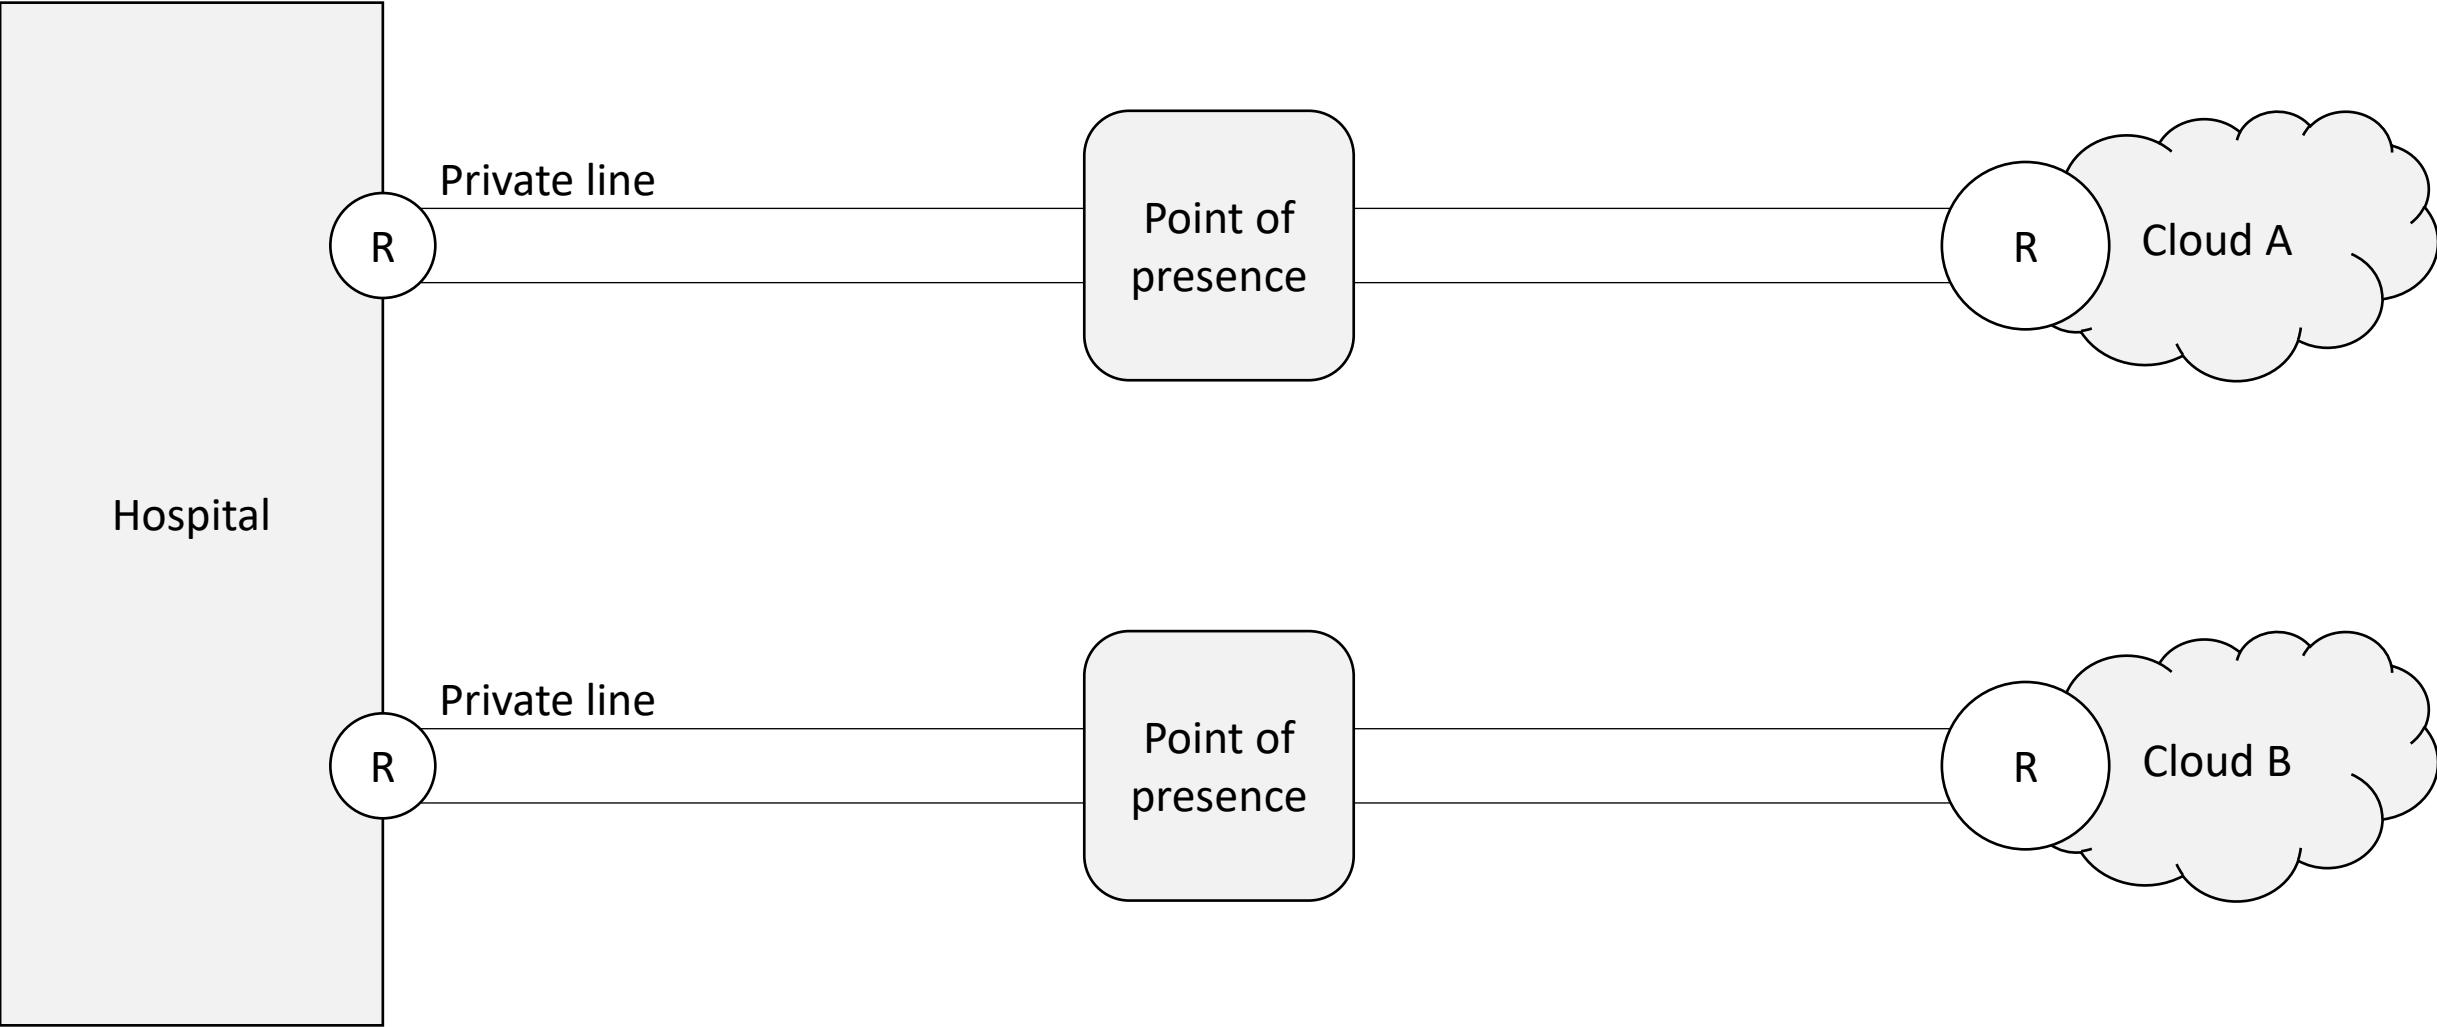 Private line
R
Point of
presence
R
Cloud A
Hospital
Private line
R
Point of
presence
R
Cloud B